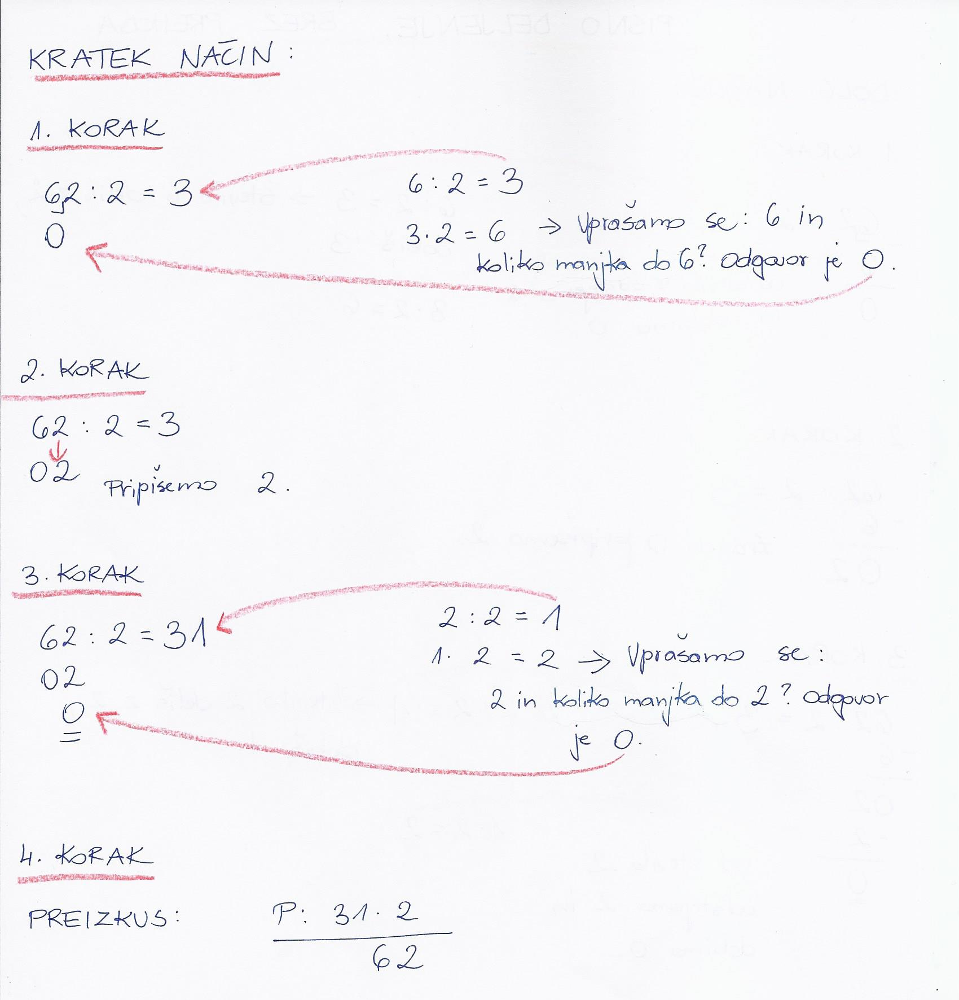 KRATEK NAČIN:
1. KORAK
62 : 2 = 3
0
6 : 2 = 3
3 · 2 = 6 → Vprašamo se: 6 in
koliko manjka do 6? Odgovor je 0.
2. KORAK
62 : 2 = 3
02 Pripišemo 2.
3. KORAK
62 : 2 = 31
02
0
2 : 2 = 1
1 · 2 = 2 → Vprašamo se:
2 in koliko manjka do 2? Odgovor
je 0.
4. KORAK
PREIZKUS: P: 31 · 2
62